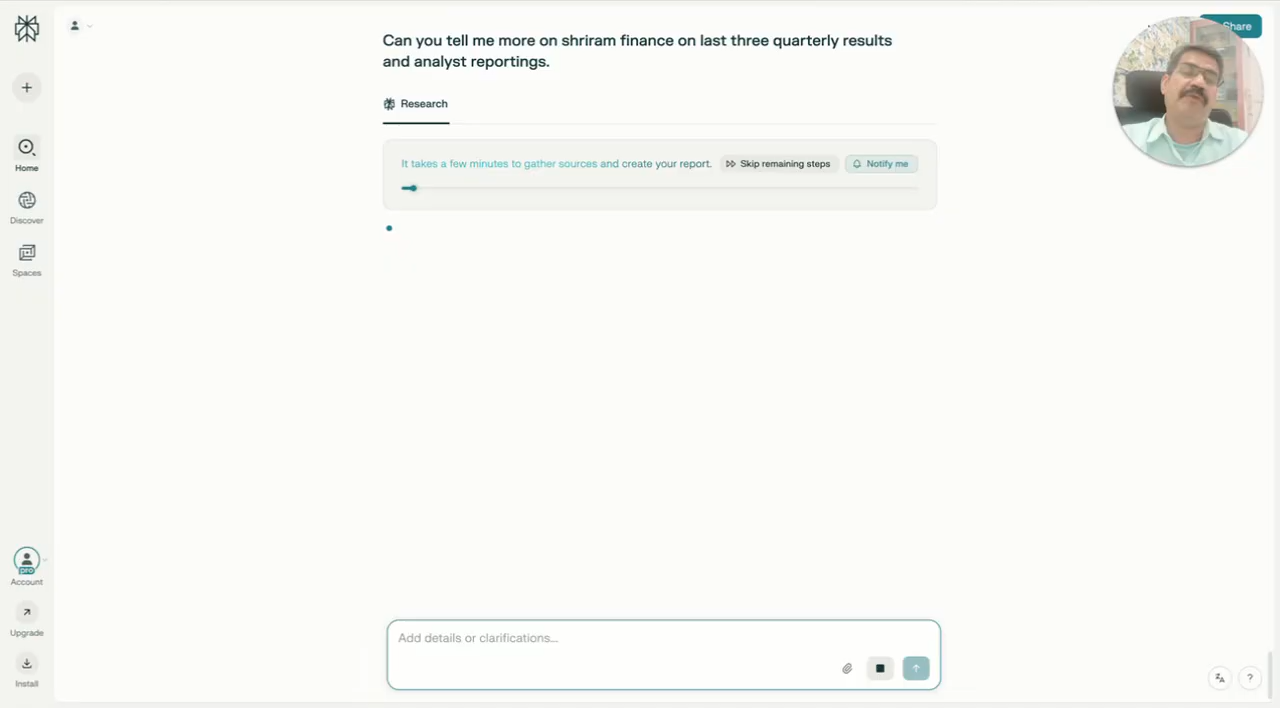 Share
Can you tell me more on shriram finance on last three quarterly results
and analyst reportings.
Research
It takes a few minutes to gather sources and create your report. Skip remaining steps Notify me
Home
Discover
Spaces
pro
Account
Upgrade
Install
Add details or clarifications...